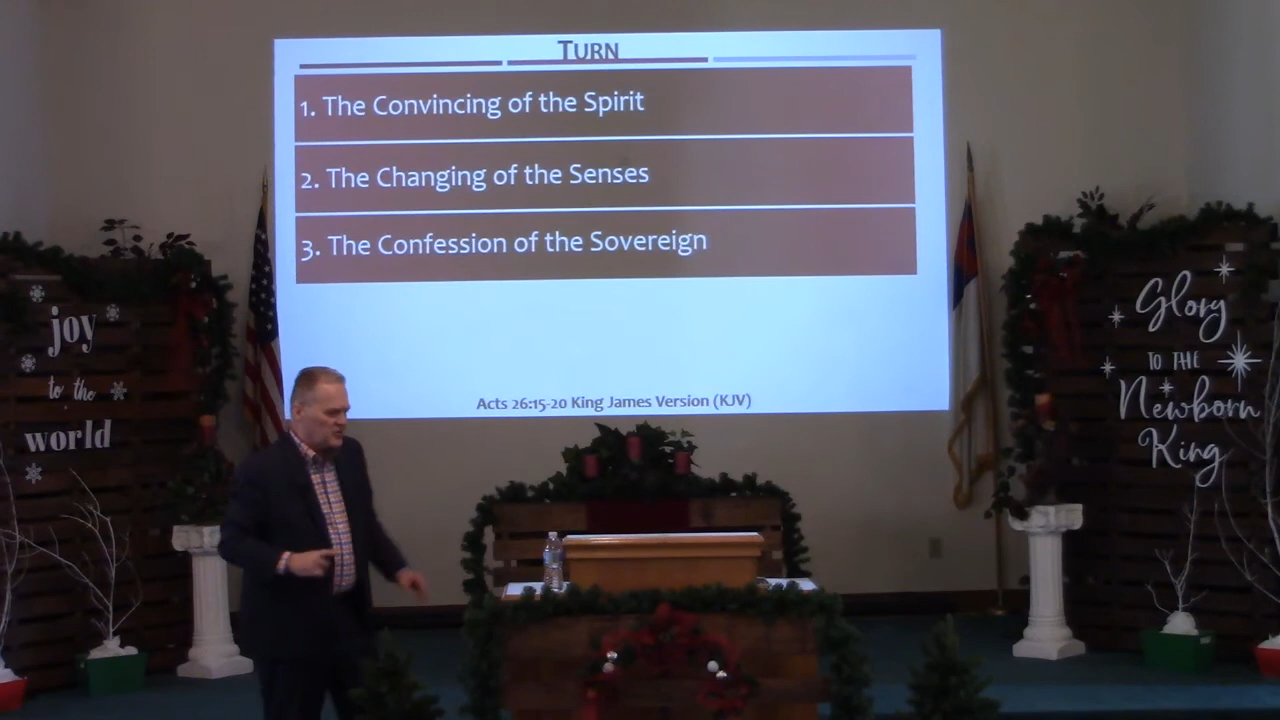 Turn
1. The Convincing of the Spirit
2. The Changing of the Senses
3. The Confession of the Sovereign
Acts 26:15-20 King James Version (KJV)
joy
to the
world
Glory
TO THE
Newborn
King